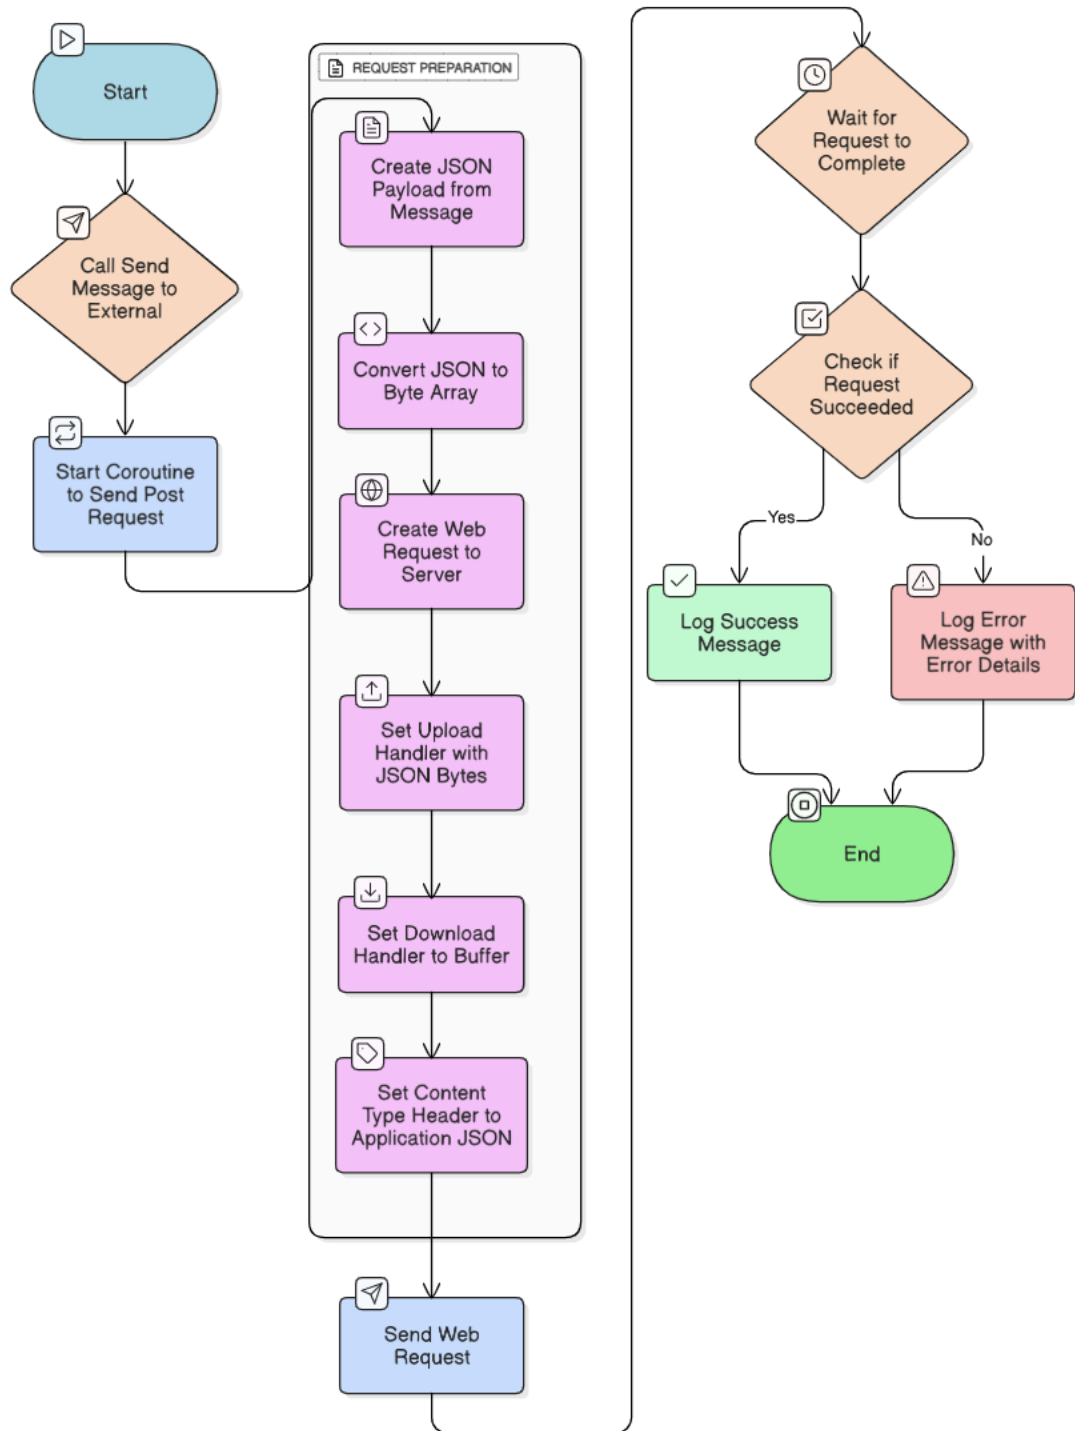 Start
Call Send
Message to
External
Start Coroutine
to Send Post
Request
REQUEST PREPARATION
Create JSON
Payload from
Message
Convert JSON to
Byte Array
Create Web
Request to
Server
Set Upload
Handler with
JSON Bytes
Set Download
Handler to Buffer
Set Content
Type Header to
Application JSON
Send Web
Request
Wait for
Request to
Complete
Check if
Request
Succeeded
Yes
No
Log Success
Message
Log Error
Message with
Error Details
End